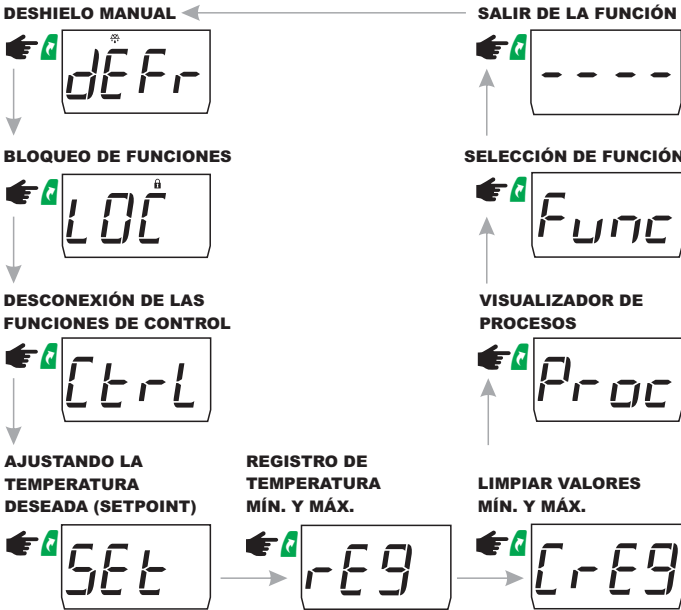 DESHIELO MANUAL
dEFr
BLOQUEO DE FUNCIONES
LOC
DESCONEXIÓN DE LAS
FUNCIONES DE CONTROL
CtrL
AJUSTANDO LA
TEMPERATURA
DESEADA (SETPOINT)
SEt
REGISTRO DE
TEMPERATURA
MÍN. Y MÁX.
rEg
LIMPIAR VALORES
MÍN. Y MÁX.
CrEg
VISUALIZADOR DE
PROCESOS
Proc
SELECCIÓN DE FUNCIÓN
Func
SALIR DE LA FUNCIÓN
- - - -